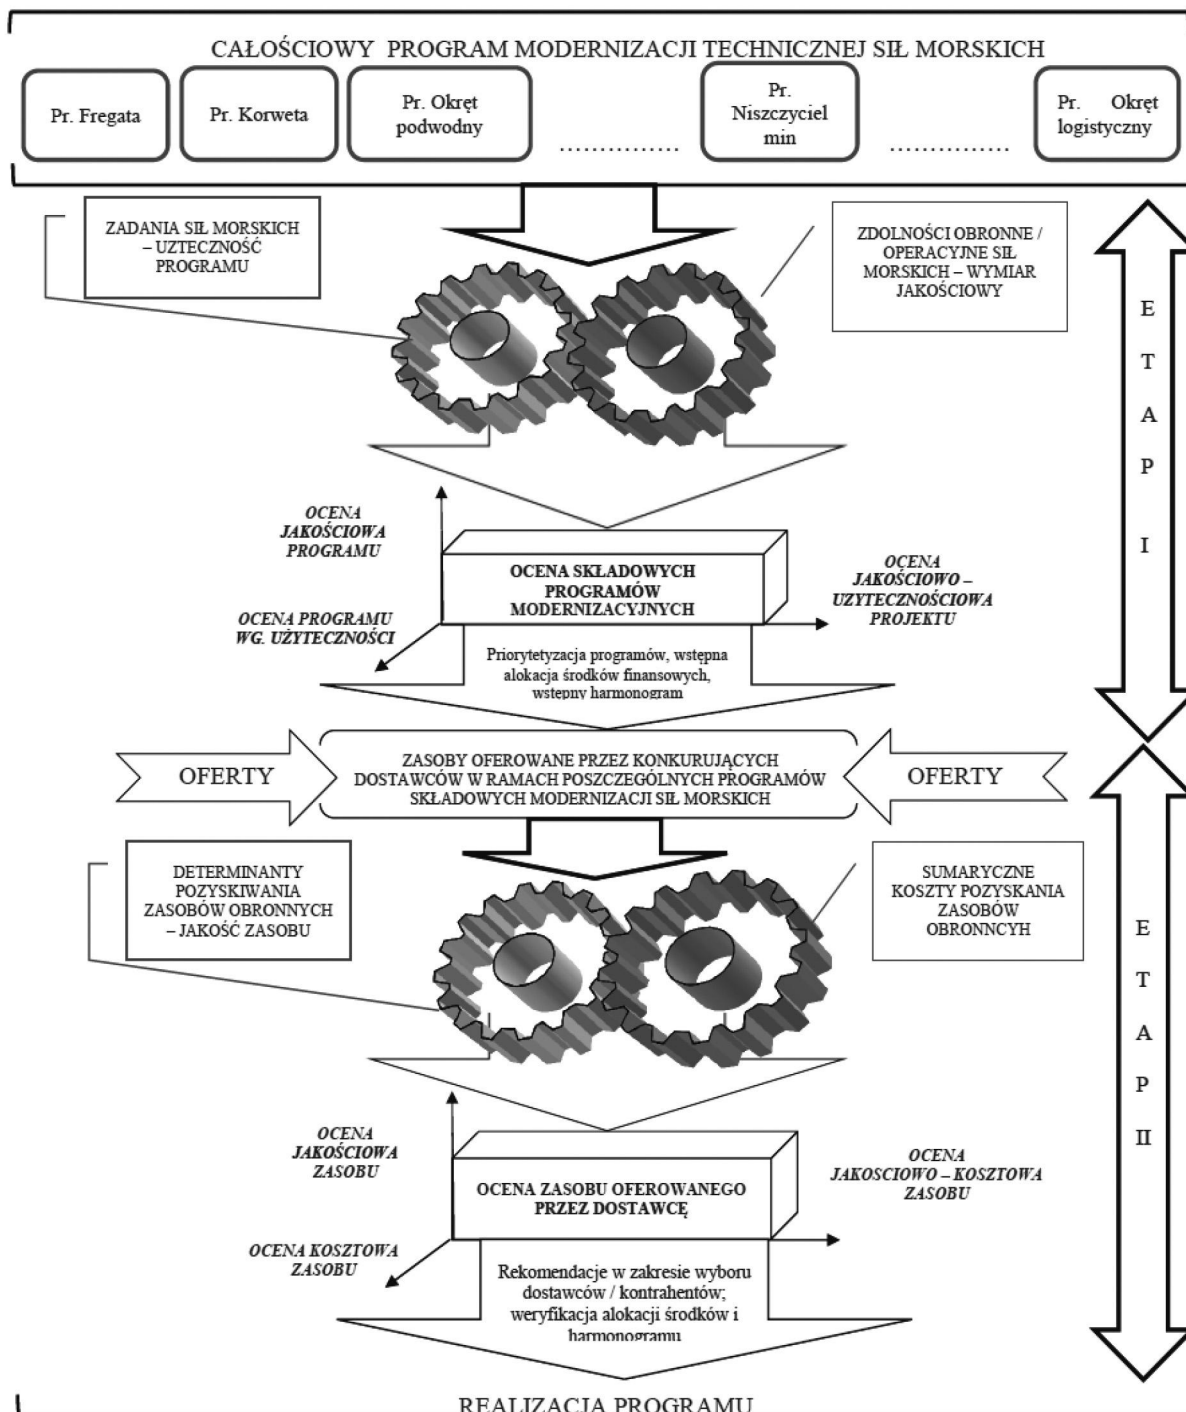 CAŁOŚCIOWY PROGRAM MODERNIZACJI TECHNICZNEJ SIŁ MORSKICH
Pr. Fregata
Pr. Korweta
Pr. Okręt
podwodny
...............
Pr.
Niszczyciel
min
...............
Pr. Okręt
logistyczny
ZADANIA SIŁ MORSKICH
– UZTECZNOŚĆ
PROGRAMU
ZDOLNOŚCI OBRONNE /
OPERACYJNE SIŁ
MORSKICH – WYMIAR
JAKOŚCIOWY
E
T
A
P
I
OCENA
JAKOŚCIOWA
PROGRAMU
OCENA SKŁADOWYCH
PROGRAMÓW
MODERNIZACYJNYCH
OCENA
JAKOŚCIOWO –
UZYTECZNOŚCIOWA
PROJEKTU
OCENA PROGRAMU
WG. UŻYTECZNOŚCI
Priorytetyzacja programów, wstępna
alokacja środków finansowych,
wstępny harmonogram
OFERTY
ZASOBY OFEROWANE PRZEZ KONKURUJĄCYCH
DOSTAWCÓW W RAMACH POSZCZEGÓLNYCH PROGRAMÓW
SKŁADOWYCH MODERNIZACJI SIŁ MORSKICH
OFERTY
DETERMINANTY
POZYSKIWANIA
ZASOBÓW OBRONNYCH
– JAKOŚĆ ZASOBU
SUMARYCZNE
KOSZTY POZYSKANIA
ZASOBÓW
OBRONNCYH
E
T
A
P
II
OCENA
JAKOŚCIOWA
ZASOBU
OCENA ZASOBU OFEROWANEGO
PRZEZ DOSTAWCĘ
OCENA
JAKOSCIOWO – KOSZTOWA
ZASOBU
OCENA KOSZTOWA
ZASOBU
Rekomendacje w zakresie wyboru
dostawców / kontrahentów;
weryfikacja alokacji środków i
harmonogramu
REALIZACJA PROGRAMU